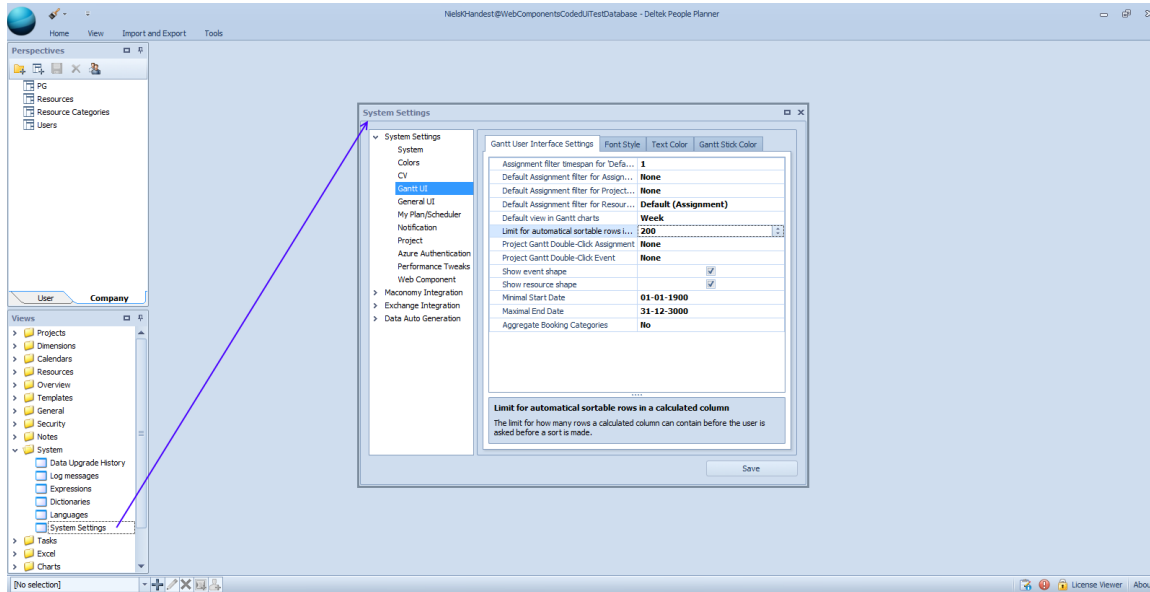 NielsKHandest@WebComponentsCodedUITestDatabase - Deltek People Planner
Home View Import and Export Tools
Perspectives
PG
Resources
Resource Categories
Users
User Company
Views
Projects
Dimensions
Calendars
Resources
Overview
Templates
General
Security
Notes
System
Data Upgrade History
Log messages
Expressions
Dictionaries
Languages
System Settings
Tasks
Excel
Charts
System Settings
System Settings
System
Colors
CV
Gantt UI
General UI
My Plan/Scheduler
Notification
Project
Azure Authentication
Performance Tweaks
Web Component
Maconomy Integration
Exchange Integration
Data Auto Generation
Gantt User Interface Settings Font Style Text Color Gantt Stick Color
Assignment filter timespan for 'Defa... 1
Default Assignment filter for Assign... None
Default Assignment filter for Project... None
Default Assignment filter for Resour... Default (Assignment)
Default view in Gantt charts Week
Limit for automatical sortable rows i... 200
Project Gantt Double-Click Assignment None
Project Gantt Double-Click Event None
Show event shape
Show resource shape
Minimal Start Date 01-01-1900
Maximal End Date 31-12-3000
Aggregate Booking Categories No
Limit for automatical sortable rows in a calculated column
The limit for how many rows a calculated column can contain before the user is
asked before a sort is made.
Save
[No selection] License Viewer Abou